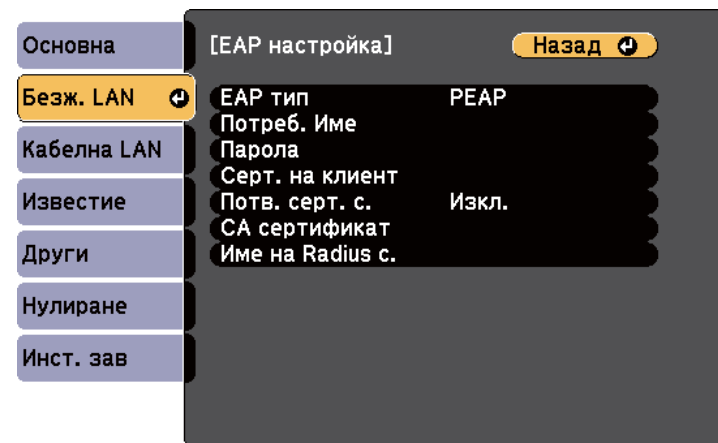 Основна
Безж. LAN
Кабелна LAN
Известие
Други
Нулиране
Инст. зав
[EAP настройка]
Назад
EAP тип PEAP
Потреб. Име
Парола
Серт. на клиент
Потв. серт. с. Изкл.
CA сертификат
Име на Radius с.